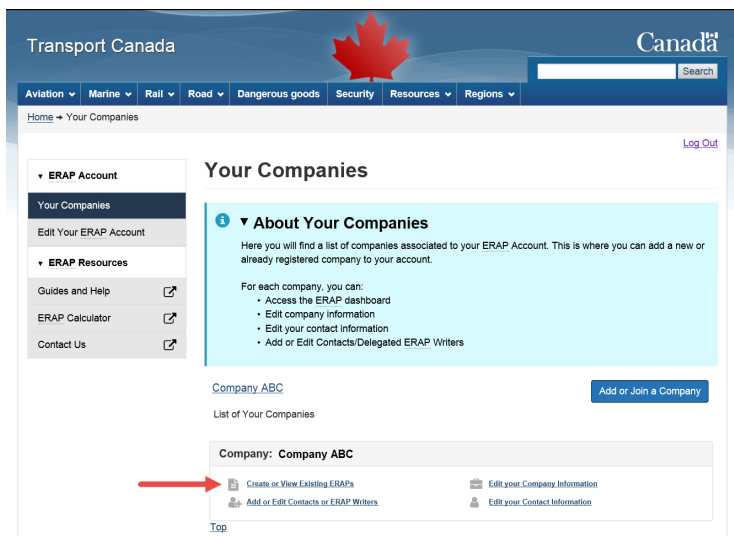 Transport Canada
Canada
Search
Aviation Marine Rail Road Dangerous goods Security Resources Regions
Home → Your Companies
Log Out
▼ ERAP Account
Your Companies
Edit Your ERAP Account
▼ ERAP Resources
Guides and Help
ERAP Calculator
Contact Us
Your Companies
▼ About Your Companies
Here you will find a list of companies associated to your ERAP Account. This is where you can add a new or
already registered company to your account.
For each company, you can:
• Access the ERAP dashboard
• Edit company information
• Edit your contact information
• Add or Edit Contacts/Delegated ERAP Writers
Company ABC
Add or Join a Company
List of Your Companies
Company: Company ABC
Create or View Existing ERAPs
Edit your Company Information
Add or Edit Contacts or ERAP Writers
Edit your Contact Information
Top